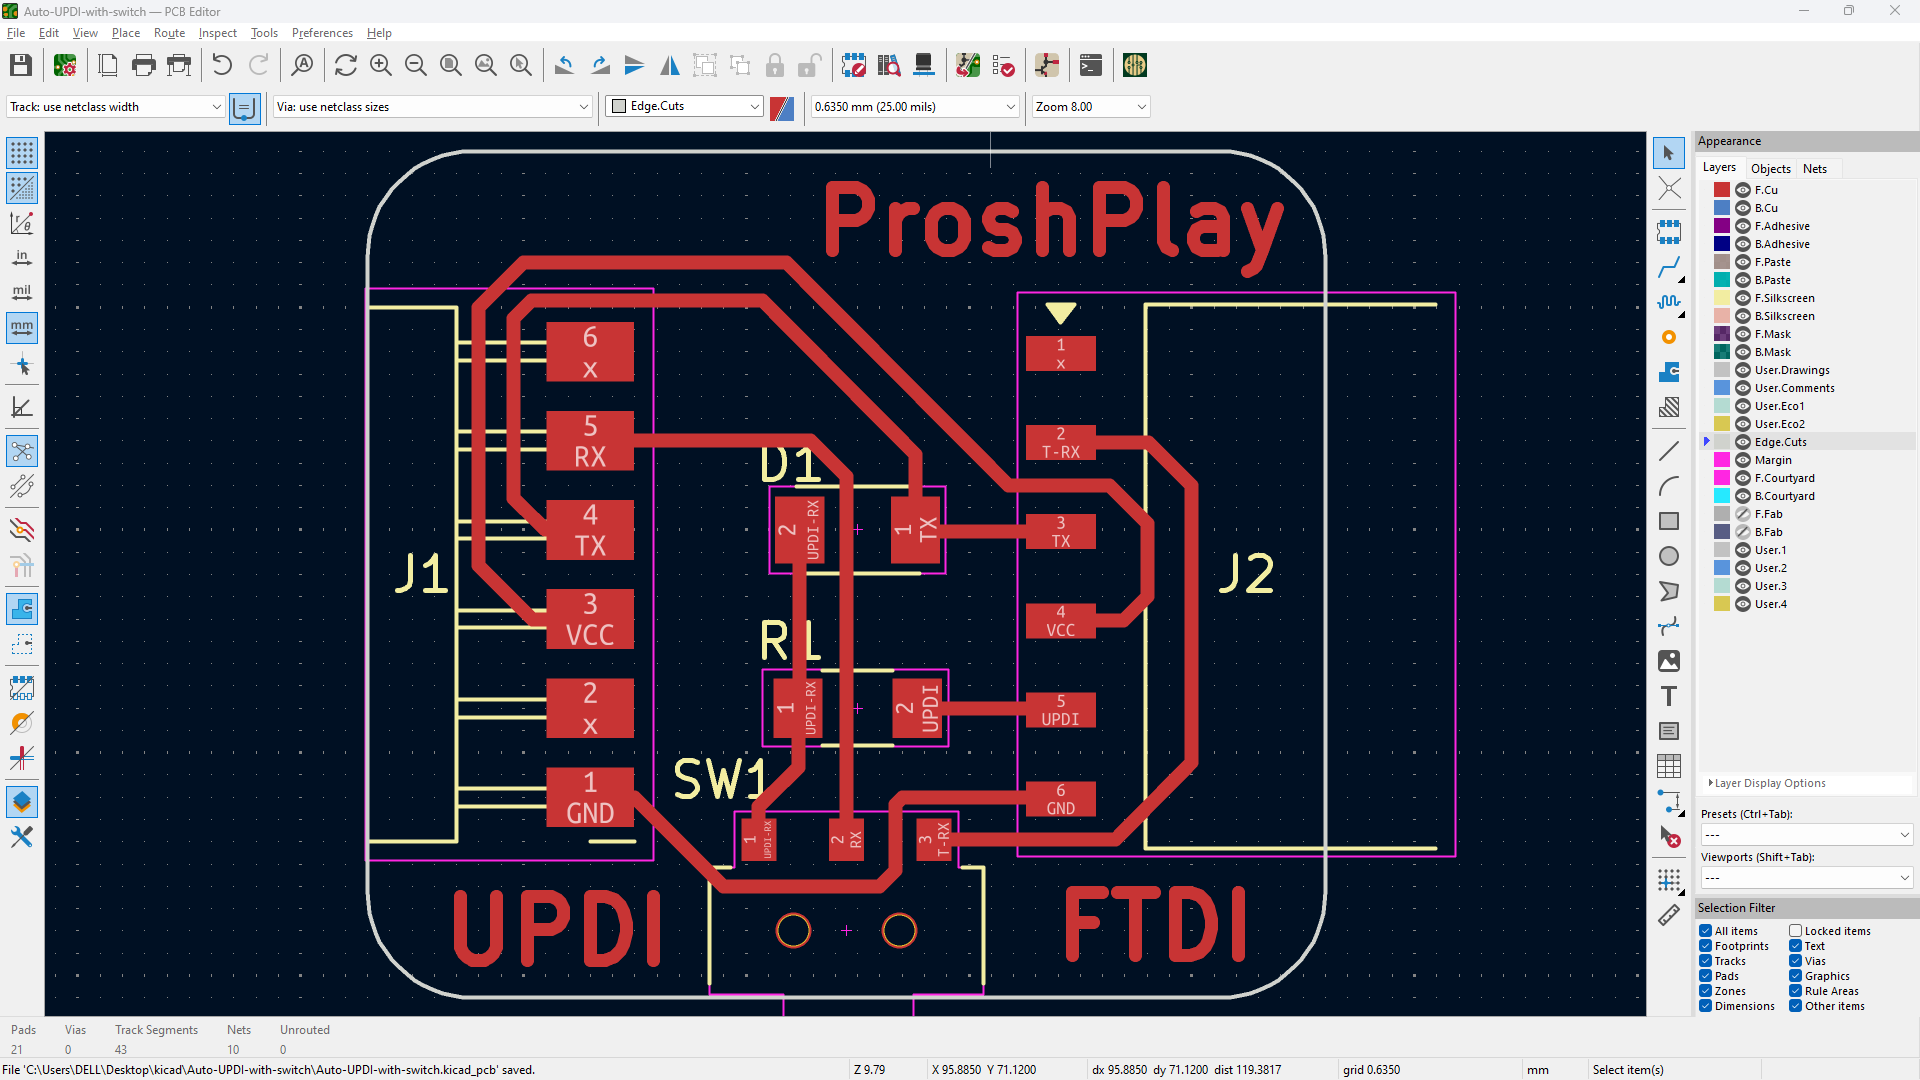 Auto-UPDI-with-switch — PCB Editor
File Edit View Place Route Inspect Tools Preferences Help
Track: use netclass width
Via: use netclass sizes
Edge.Cuts
0.6350 mm (25.00 mils)
Zoom 8.00
in
mil
mm
ProshPlay
6
x
5
RX
4
TX
3
VCC
2
x
1
GND
J1
D1
2
UPDI-RX
1
TX
R1
1
UPDI-RX
2
UPDI
SW1
1
UPDI-RX
2
RX
3
T-RX
1
x
2
T-RX
3
TX
4
VCC
5
UPDI
6
GND
J2
UPDI
FTDI
Appearance
Layers Objects Nets
F.Cu
B.Cu
F.Adhesive
B.Adhesive
F.Paste
B.Paste
F.Silkscreen
B.Silkscreen
F.Mask
B.Mask
User.Drawings
User.Comments
User.Eco1
User.Eco2
Edge.Cuts
Margin
F.Courtyard
B.Courtyard
F.Fab
B.Fab
User.1
User.2
User.3
User.4
Layer Display Options
Presets (Ctrl+Tab):
---
Viewports (Shift+Tab):
---
Selection Filter
All items Locked items
Footprints Text
Tracks Vias
Pads Graphics
Zones Rule Areas
Dimensions Other items
Pads Vias Track Segments Nets Unrouted
21 0 43 10 0
File 'C:\Users\DELL\Desktop\kicad\Auto-UPDI-with-switch\Auto-UPDI-with-switch.kicad_pcb' saved.
Z 9.79
X 95.8850 Y 71.1200
dx 95.8850 dy 71.1200 dist 119.3817
grid 0.6350
mm
Select item(s)